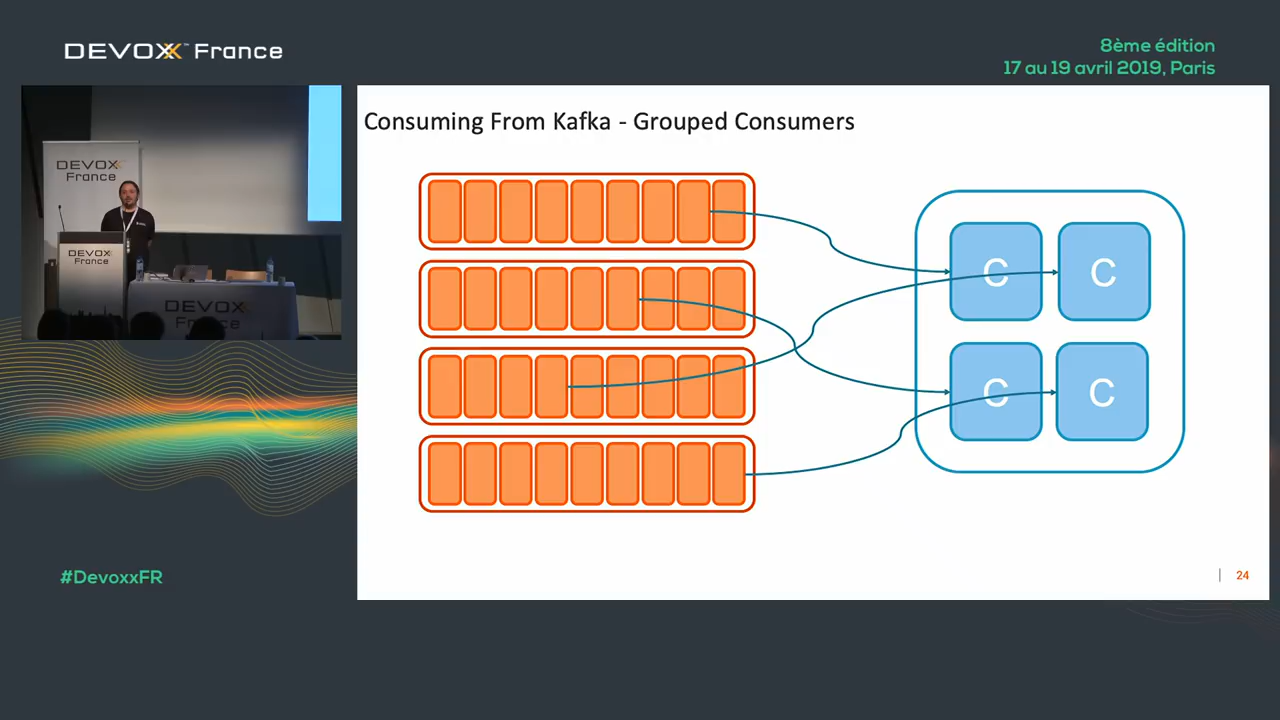 DEVOXX™ France
8ème édition
17 au 19 avril 2019, Paris
DEVOXX
France
DEVOXX
France
DEVOXX
France
Consuming From Kafka - Grouped Consumers
C
C
C
C
24
#DevoxxFR